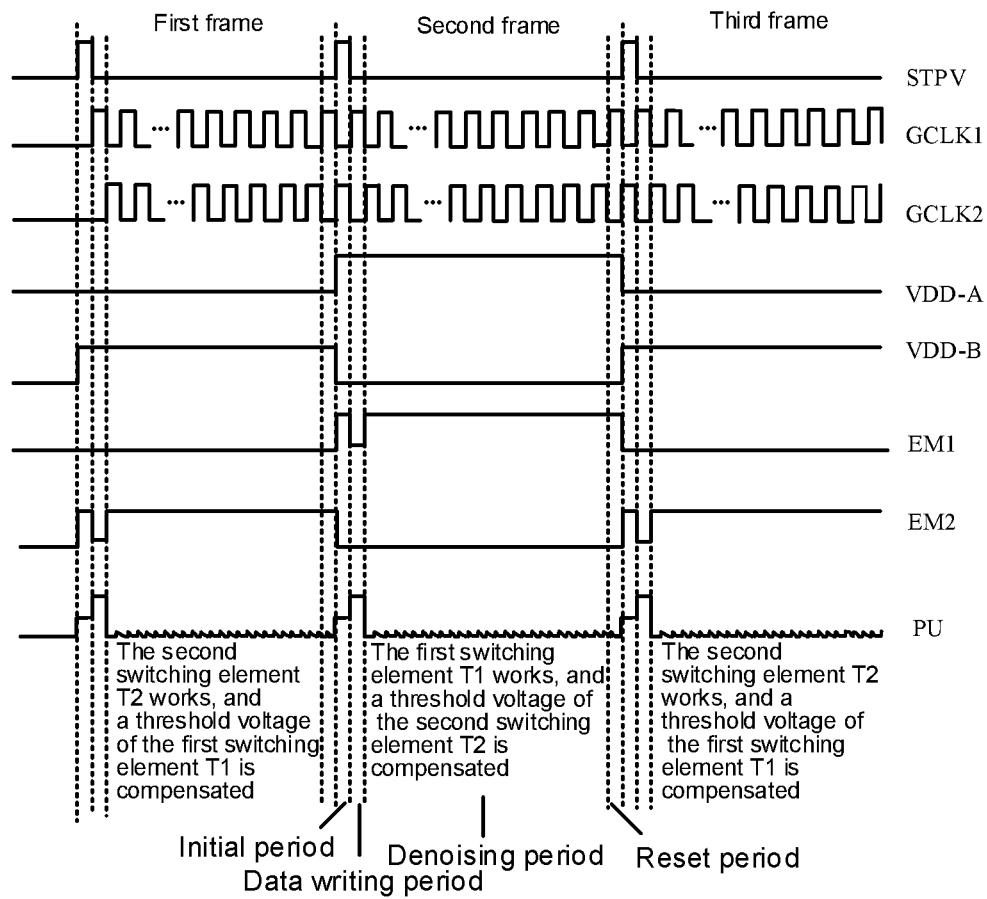 First frame
Second frame
Third frame
STPV
GCLK1
...
...
...
GCLK2
...
...
...
VDD-A
VDD-B
EM1
EM2
PU
The second
switching element
T2 works, and
a threshold voltage
of the first switching
element T1 is
compensated
The first switching
element T1 works, and
a threshold voltage of
the second switching
element T2 is
compensated
The second
switching element T2
works, and a
threshold voltage of
the first switching
element T1 is
compensated
Initial period
Data writing period
Denoising period
Reset period